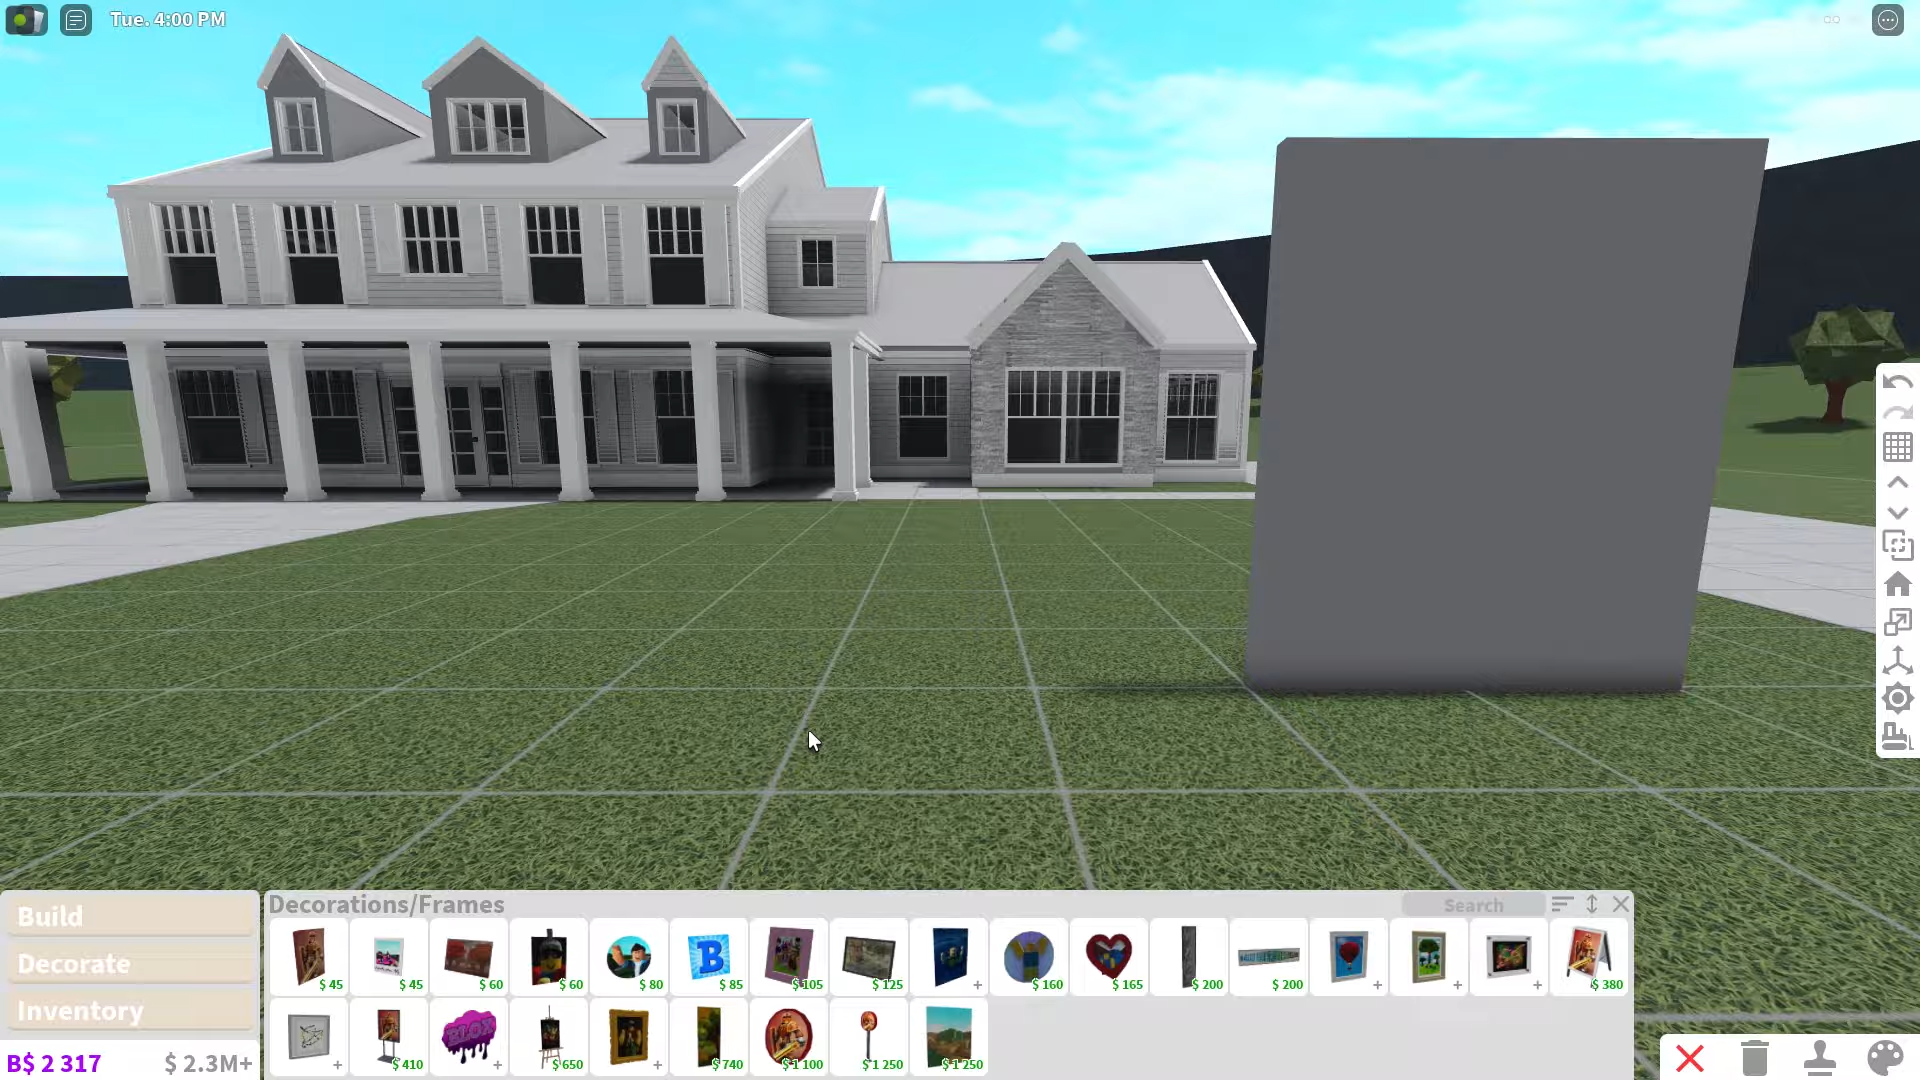 Tue. 4:00 PM
Build
Decorate
Inventory
B$ 2 317
$ 2.3M+
Decorations/Frames
Search
$ 45
$ 45
$ 60
$ 60
$ 80
B
$ 85
$ 105
$ 125
+
$ 160
$ 165
$ 200
$ 200
+
+
+
$ 380
+
$ 410
BLOX
+
$ 650
+
$ 740
$ 1 100
$ 1 250
$ 1 250